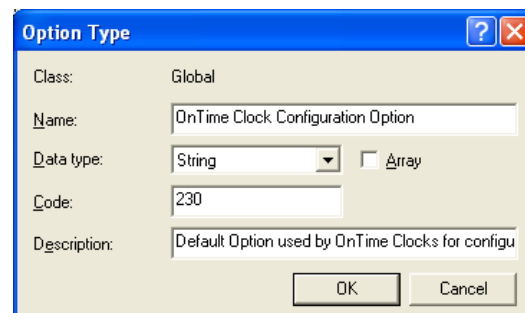 Option Type
Class: Global
Name: OnTime Clock Configuration Option
Data type: String Array
Code: 230
Description: Default Option used by OnTime Clocks for configu
OK Cancel